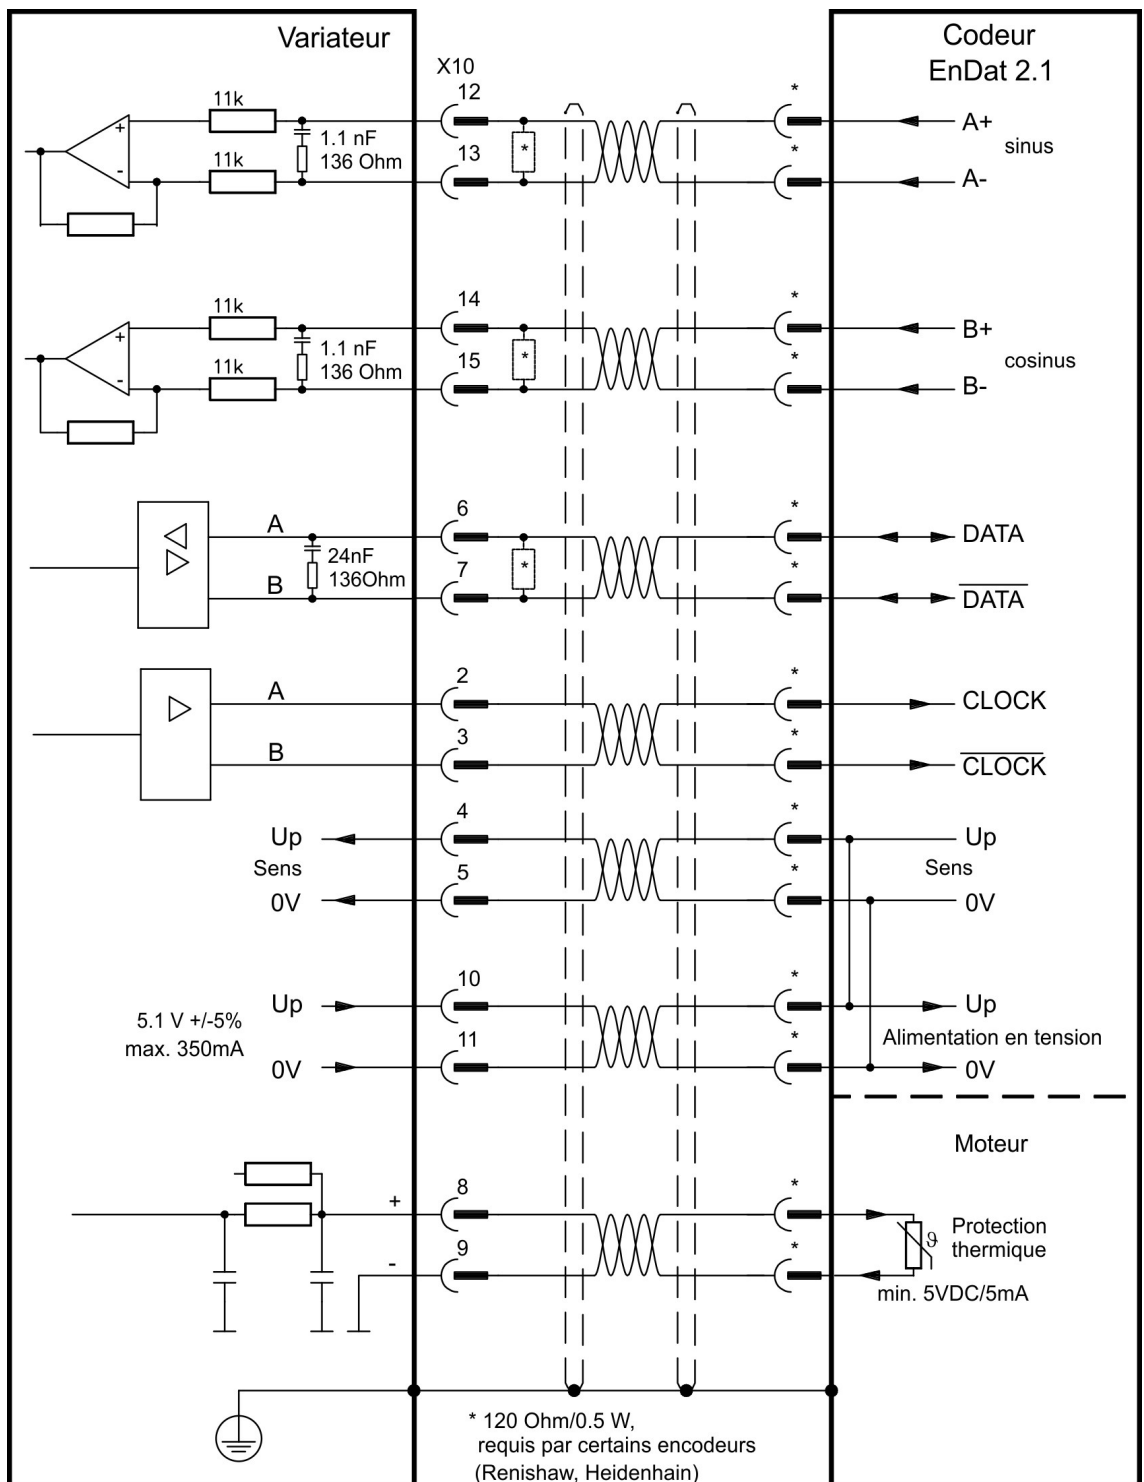 Variateur
X10
Codeur
EnDat 2.1
11k
12
*
A+
+
1.1 nF
136 Ohm
*
sinus
11k
13
*
-
A-
11k
14
*
B+
+
1.1 nF
136 Ohm
*
cosinus
11k
15
*
-
B-
A
6
*
DATA
24nF
136Ohm
*
B
7
*
DATA
A
2
*
CLOCK
B
3
*
CLOCK
Up
4
*
Up
Sens
Sens
0V
5
*
0V
Up
10
*
Up
5.1 V +/-5%
max. 350mA
Alimentation en tension
0V
11
*
0V
Moteur
+
8
*
Protection
thermique
ϑ
-
9
*
min. 5VDC/5mA
* 120 Ohm/0.5 W,
requis par certains encodeurs
(Renishaw, Heidenhain)